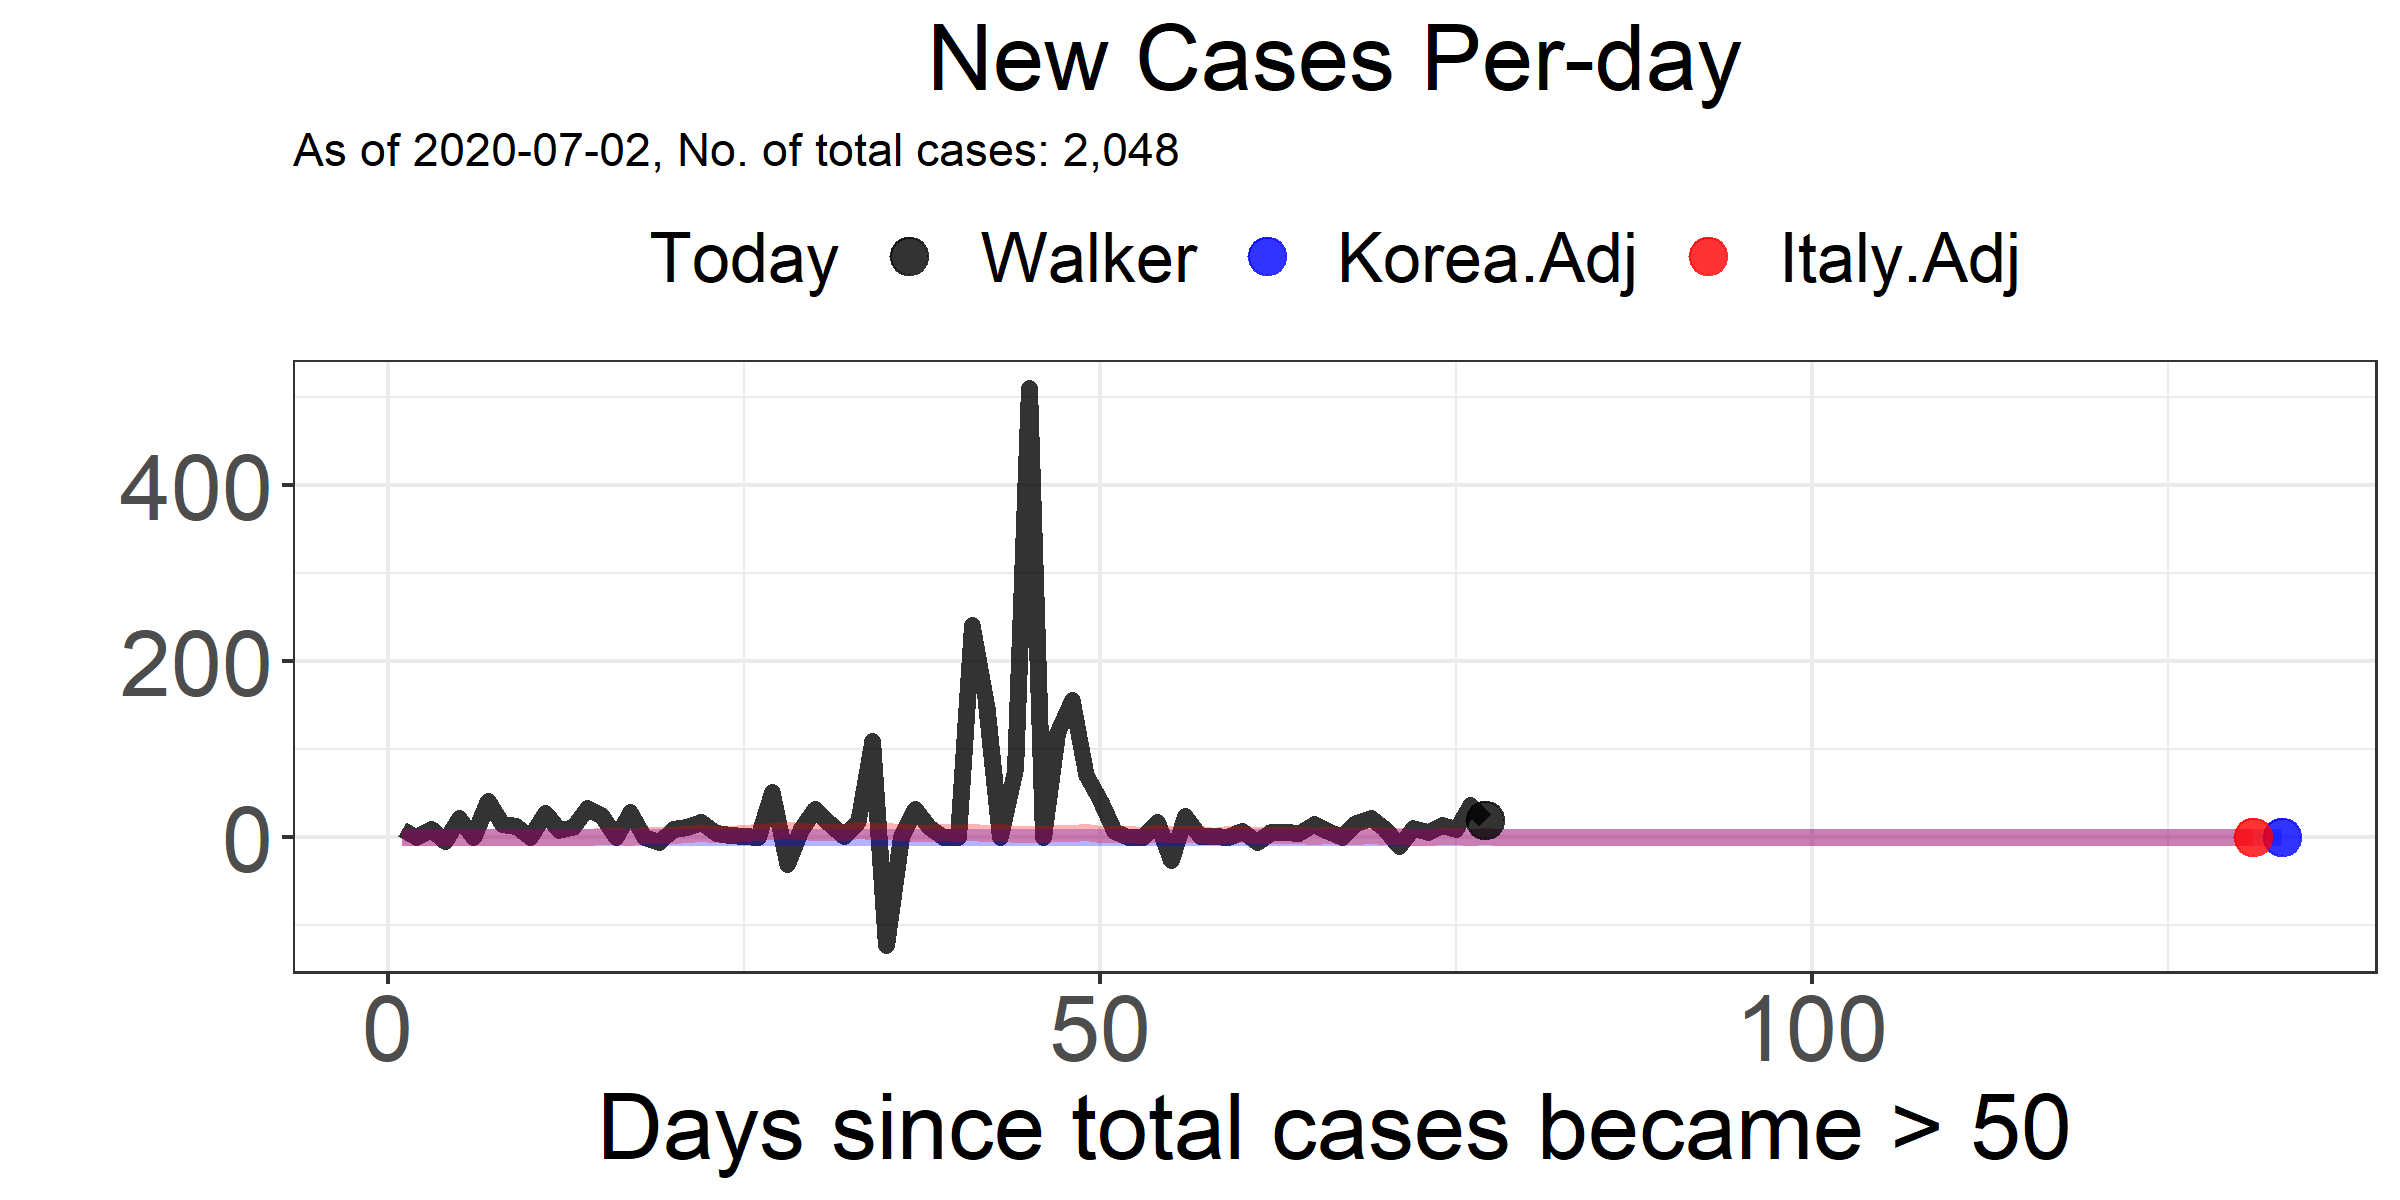 New Cases Per-day
As of 2020-07-02, No. of total cases: 2,048
Today Walker Korea.Adj Italy.Adj
400
200
0
0 50 100
Days since total cases became > 50